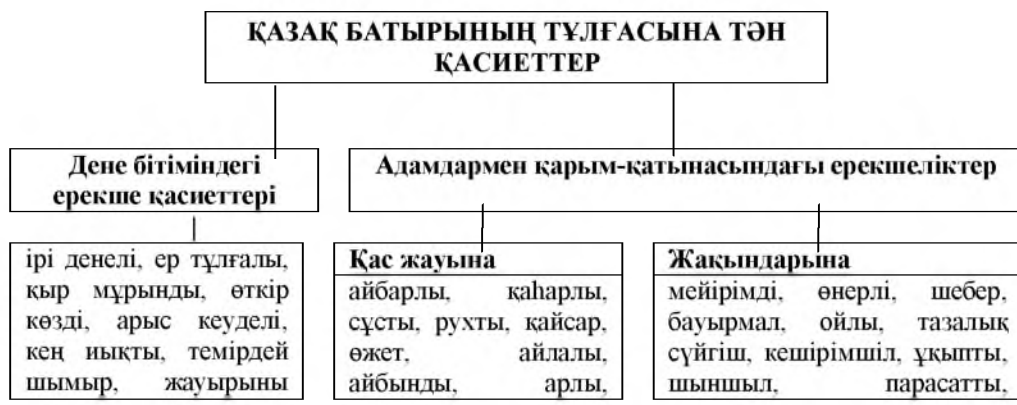 ҚАЗАҚ БАТЫРЫНЫҢ ТҰЛҒАСЫНА ТӘН
ҚАСИЕТТЕР
Дене бітіміндегі
ерекше қасиеттері
Адамдармен қарым-қатынасындағы ерекшеліктер
ірі денелі, ер тұлғалы,
қыр мұрынды, өткір
көзді, арыс кеуделі,
кең иықты, темірдей
шымыр, жауырыны
Қас жауына
айбарлы, қаһарлы,
сұсты, рухты, қайсар,
өжет, айлалы,
айбынды, арлы,
Жақындарына
мейірімді, өнерлі, шебер,
бауырмал, ойлы, тазалық
сүйгіш, кешірімшіл, ұқыпты,
шыншыл, парасатты,